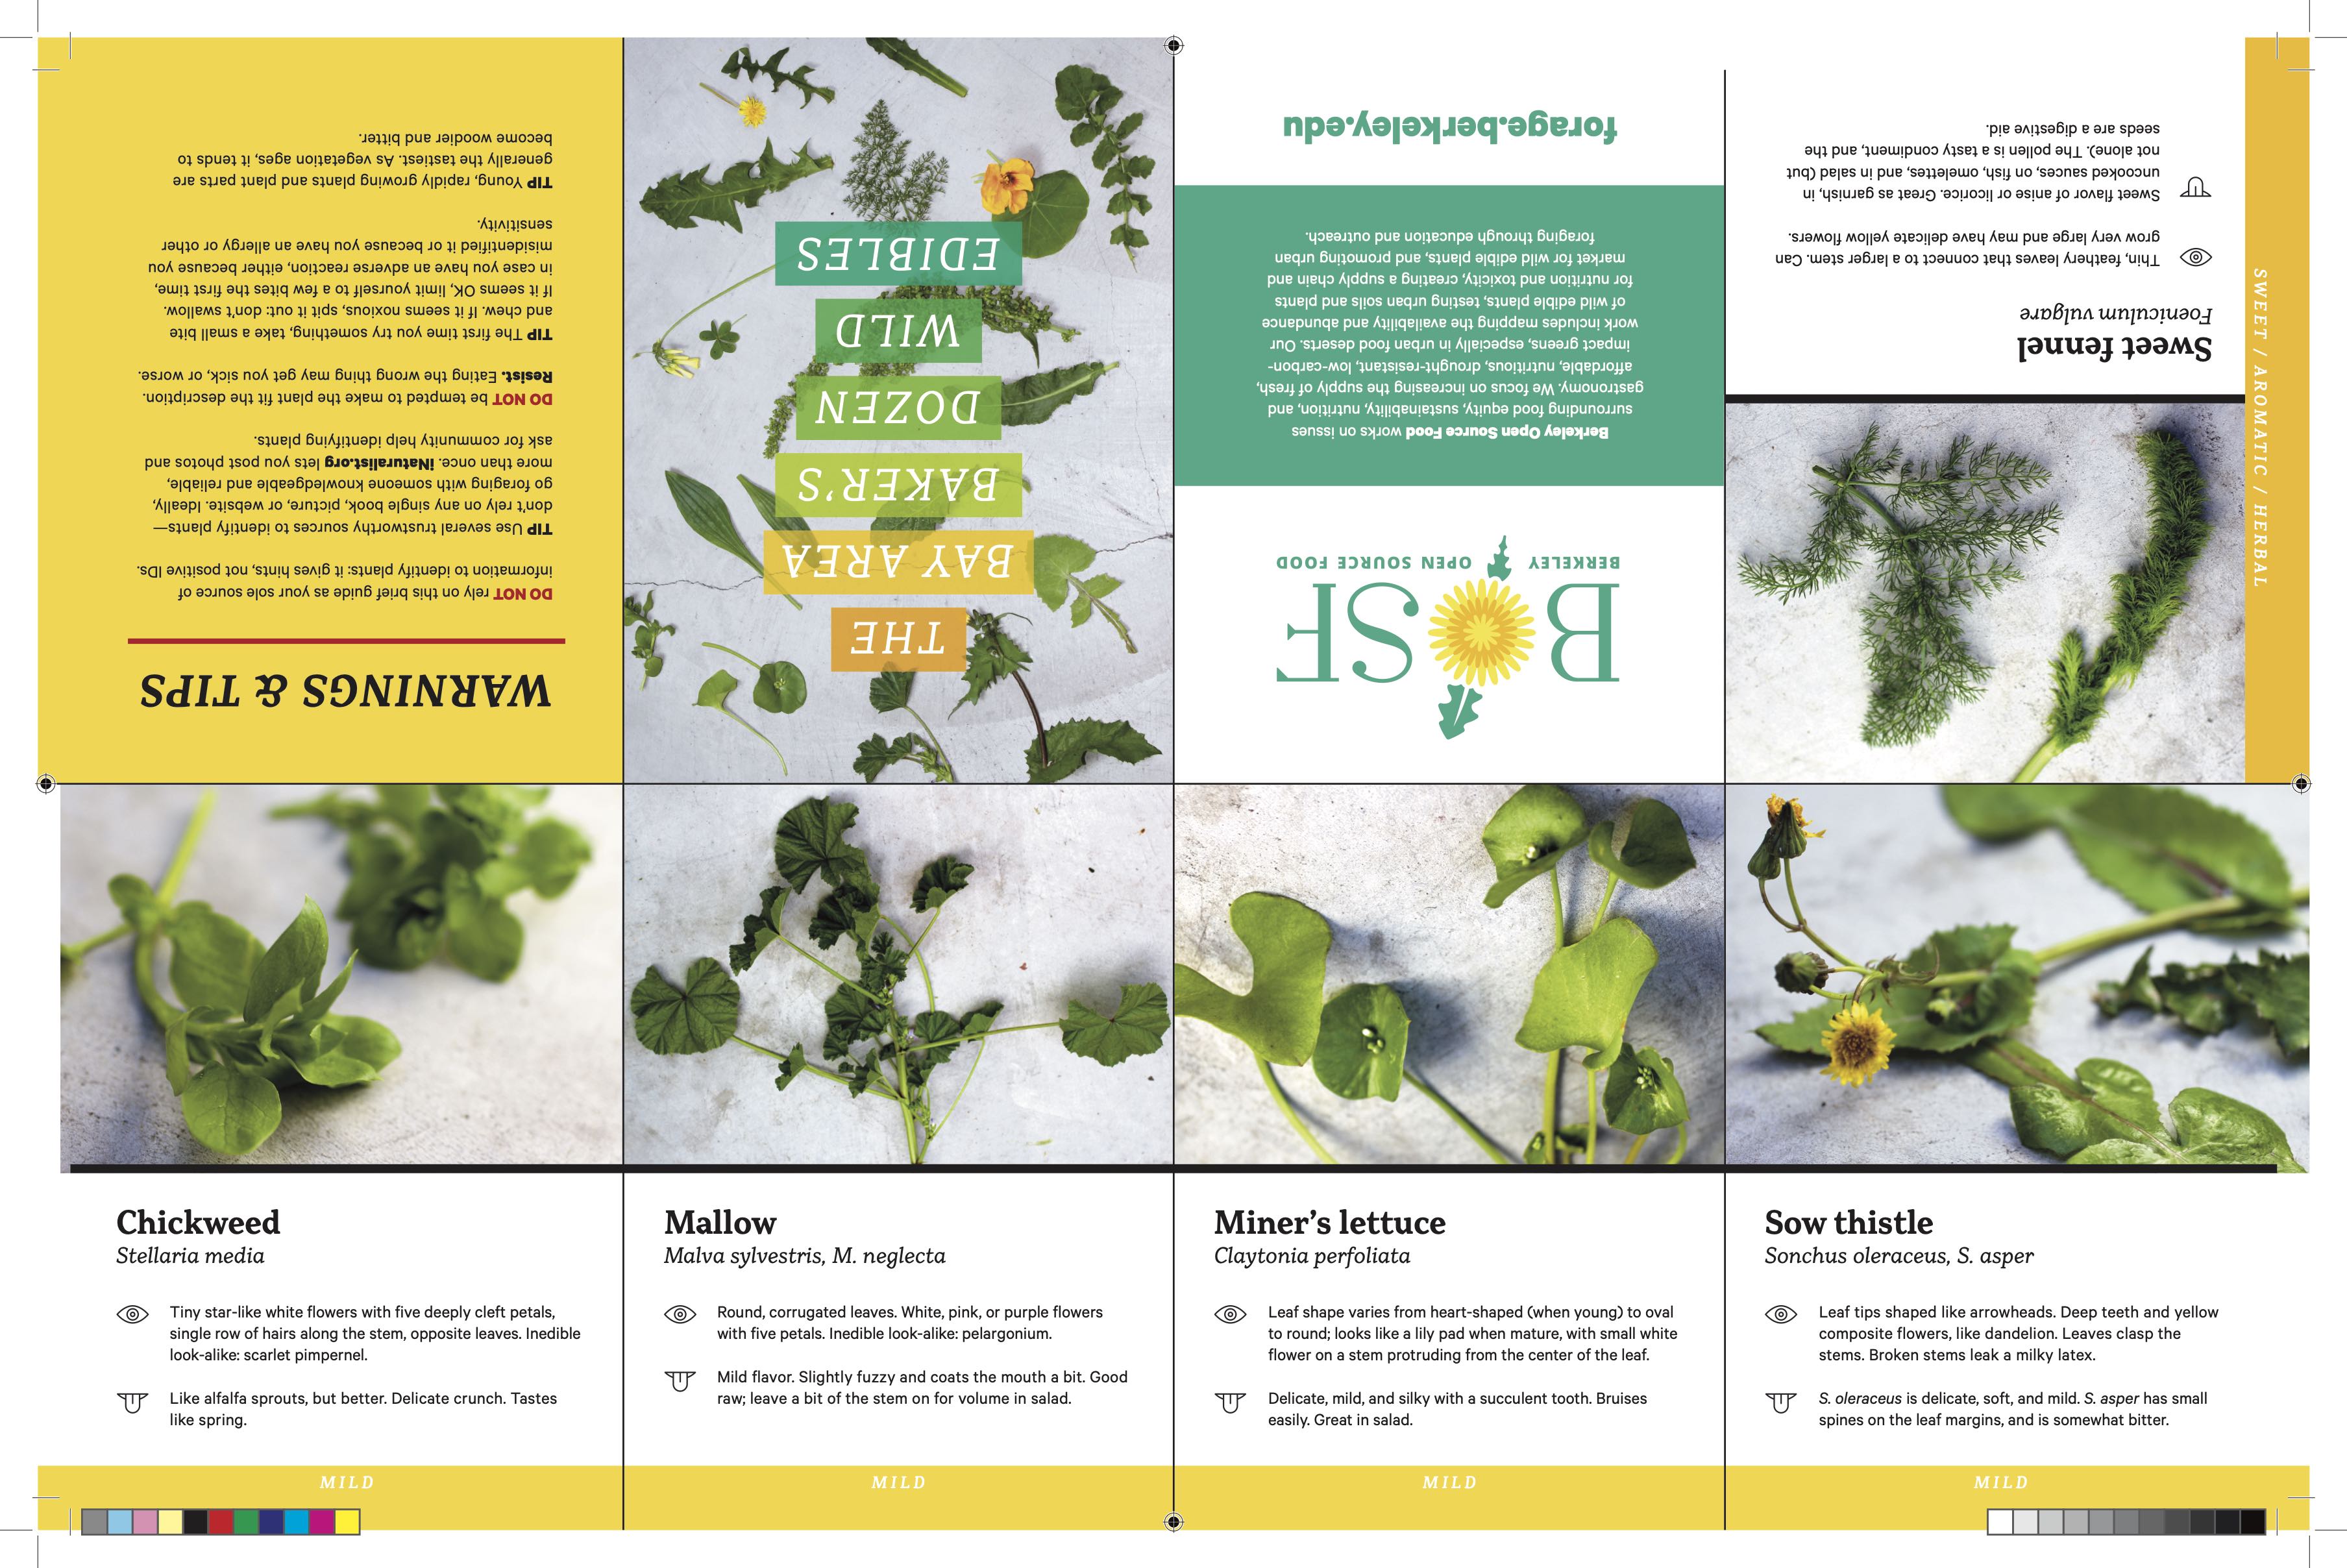 WARNINGS & TIPS
DO NOT rely on this brief guide as your sole source of
information to identify plants: it gives hints, not positive IDs.
TIP Use several trustworthy sources to identify plants—
don't rely on any single book, picture, or website. Ideally,
go foraging with someone knowledgeable and reliable,
more than once. iNaturalist.org lets you post photos and
ask for community help identifying plants.
DO NOT be tempted to make the plant fit the description.
Resist. Eating the wrong thing may get you sick, or worse.
TIP The first time you try something, take a small bite
and chew. If it seems noxious, spit it out: don't swallow.
If it seems OK, limit yourself to a few bites the first time,
in case you have an adverse reaction, either because you
misidentified it or because you have an allergy or other
sensitivity.
TIP Young, rapidly growing plants and plant parts are
generally the tastiest. As vegetation ages, it tends to
become woodier and bitter.
THE
BAY AREA
BAKER'S
DOZEN
WILD
EDIBLES
B SF
BERKELEY OPEN SOURCE FOOD
Berkeley Open Source Food works on issues
surrounding food equity, sustainability, nutrition, and
gastronomy. We focus on increasing the supply of fresh,
affordable, nutritious, drought-resistant, low-carbon-
impact greens, especially in urban food deserts. Our
work includes mapping the availability and abundance
of wild edible plants, testing urban soils and plants
for nutrition and toxicity, creating a supply chain and
market for wild edible plants, and promoting urban
foraging through education and outreach.
forage.berkeley.edu
Sweet fennel
Foeniculum vulgare
Thin, feathery leaves that connect to a larger stem. Can
grow very large and may have delicate yellow flowers.
Sweet flavor of anise or licorice. Great as garnish, in
uncooked sauces, on fish, omelettes, and in salad (but
not alone). The pollen is a tasty condiment, and the
seeds are a digestive aid.
SWEET / AROMATIC / HERBAL
Chickweed
Stellaria media
Tiny star-like white flowers with five deeply cleft petals,
single row of hairs along the stem, opposite leaves. Inedible
look-alike: scarlet pimpernel.
Like alfalfa sprouts, but better. Delicate crunch. Tastes
like spring.
MILD
Mallow
Malva sylvestris, M. neglecta
Round, corrugated leaves. White, pink, or purple flowers
with five petals. Inedible look-alike: pelargonium.
Mild flavor. Slightly fuzzy and coats the mouth a bit. Good
raw; leave a bit of the stem on for volume in salad.
MILD
Miner's lettuce
Claytonia perfoliata
Leaf shape varies from heart-shaped (when young) to oval
to round; looks like a lily pad when mature, with small white
flower on a stem protruding from the center of the leaf.
Delicate, mild, and silky with a succulent tooth. Bruises
easily. Great in salad.
MILD
Sow thistle
Sonchus oleraceus, S. asper
Leaf tips shaped like arrowheads. Deep teeth and yellow
composite flowers, like dandelion. Leaves clasp the
stems. Broken stems leak a milky latex.
S. oleraceus is delicate, soft, and mild. S. asper has small
spines on the leaf margins, and is somewhat bitter.
MILD